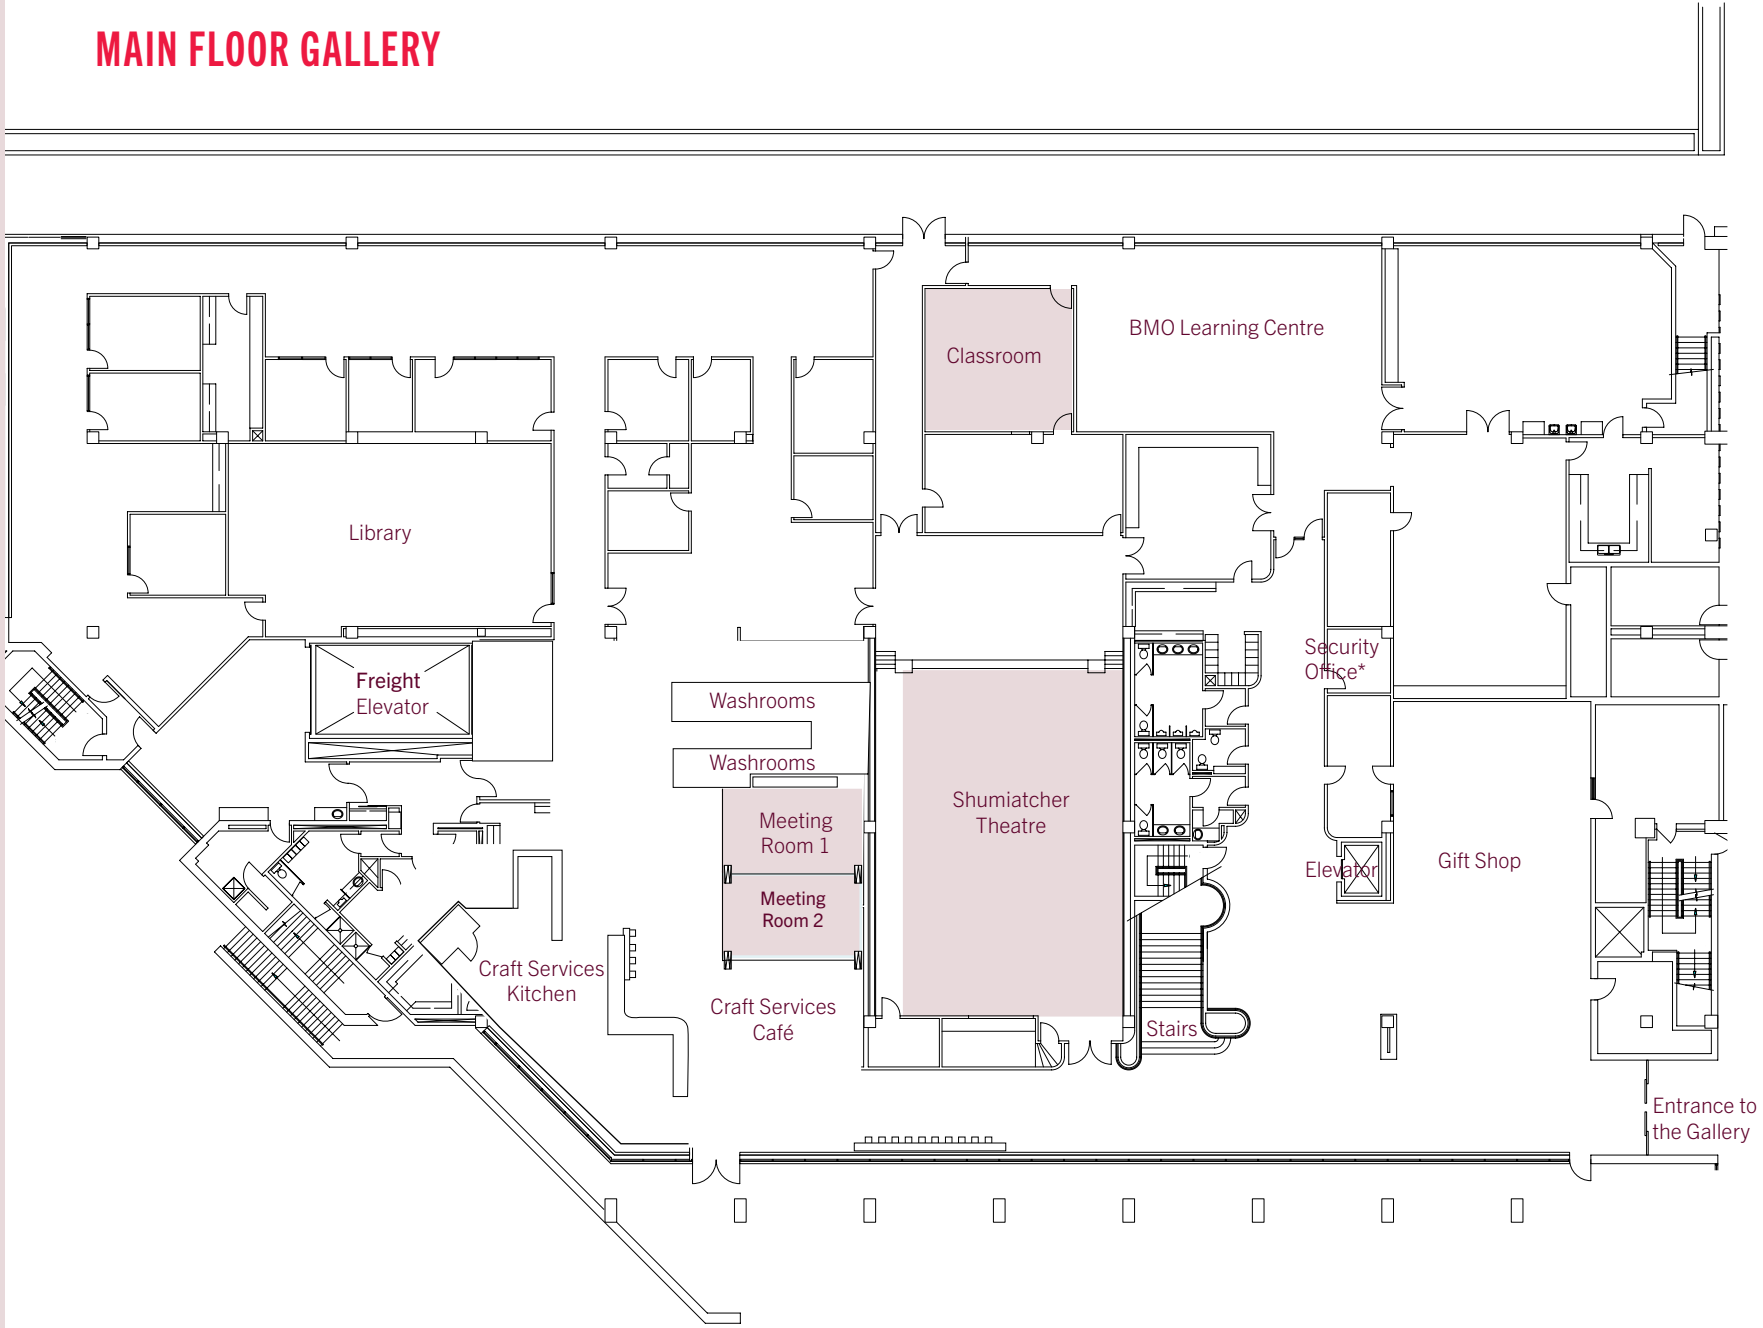 MAIN FLOOR GALLERY
BMO Learning Centre
Classroom
Library
Security
Office*
Freight
Elevator
Washrooms
Washrooms
Shumiatcher
Theatre
Meeting
Room 1
Meeting
Room 2
Elevator
Gift Shop
Craft Services
Kitchen
Craft Services
Café
Stairs
Entrance to
the Gallery